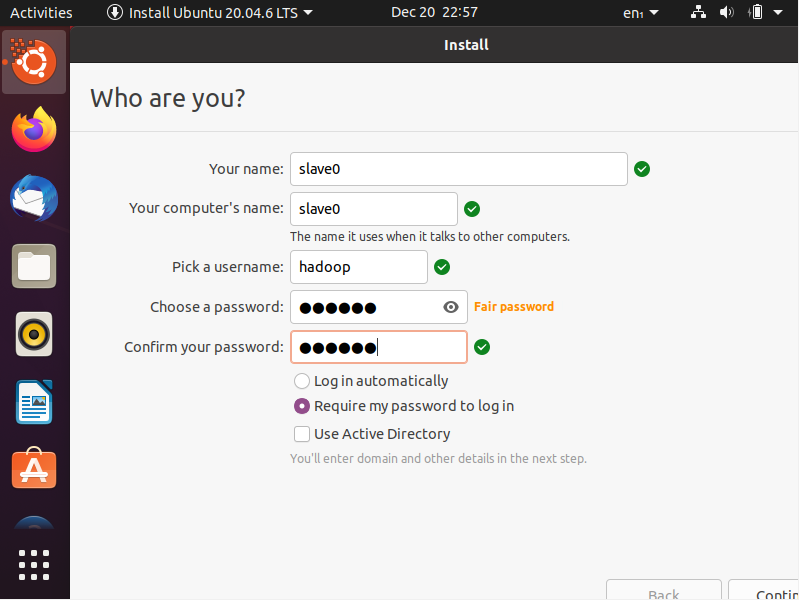 Activities Install Ubuntu 20.04.6 LTS Dec 20 22:57 en₁
Install
Who are you?
Your name: slave0
Your computer's name: slave0
The name it uses when it talks to other computers.
Pick a username: hadoop
Choose a password: ●●●●●● Fair password
Confirm your password: ●●●●●●
Log in automatically
Require my password to log in
Use Active Directory
You'll enter domain and other details in the next step.
Back Contin